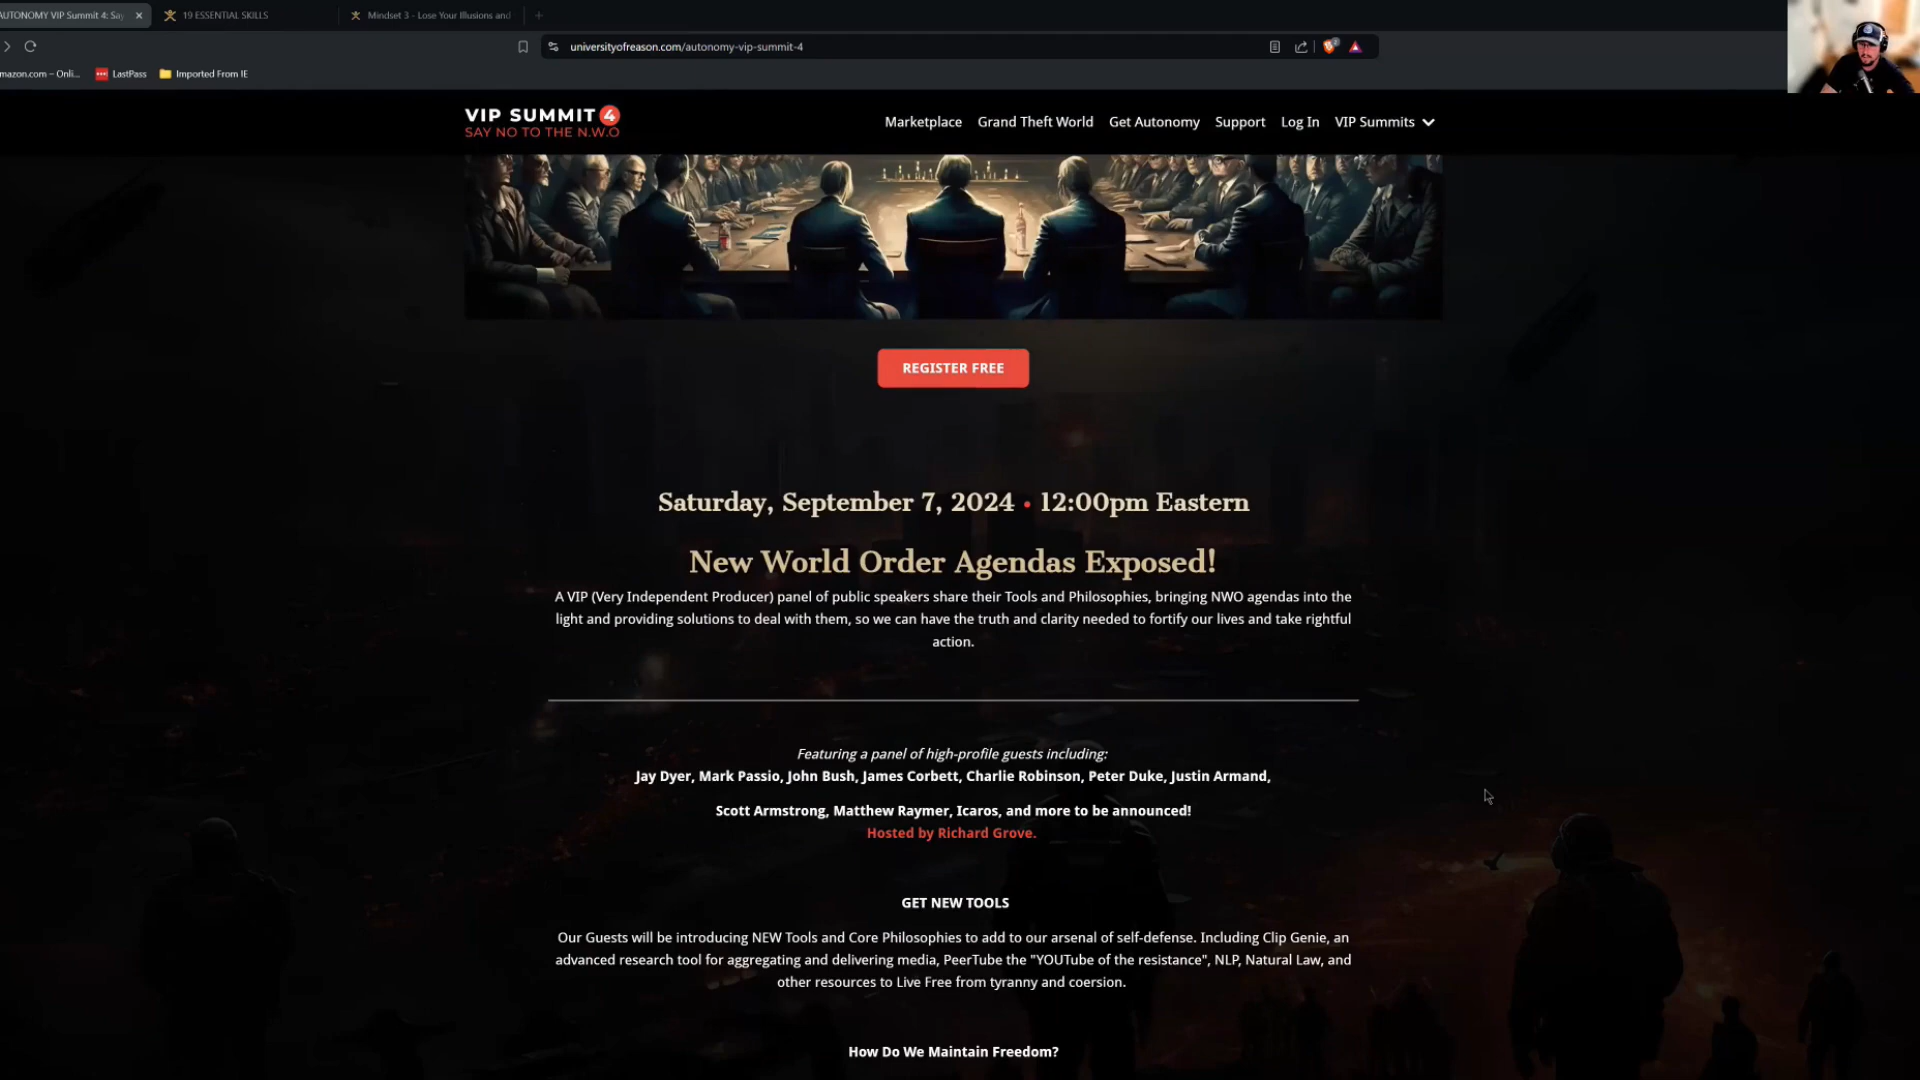 AUTONOMY VIP Summit 4: Say
19 ESSENTIAL SKILLS
Mindset 3 - Lose Your Illusions and
universityofreason.com/autonomy-vip-summit-4
mazon.com – Onli...
LastPass
Imported From IE
VIP SUMMIT 4
SAY NO TO THE N.W.O
Marketplace
Grand Theft World
Get Autonomy
Support
Log In
VIP Summits
REGISTER FREE
Saturday, September 7, 2024 • 12:00pm Eastern
New World Order Agendas Exposed!
A VIP (Very Independent Producer) panel of public speakers share their Tools and Philosophies, bringing NWO agendas into the
light and providing solutions to deal with them, so we can have the truth and clarity needed to fortify our lives and take rightful
action.
Featuring a panel of high-profile guests including:
Jay Dyer, Mark Passio, John Bush, James Corbett, Charlie Robinson, Peter Duke, Justin Armand,
Scott Armstrong, Matthew Raymer, Icaros, and more to be announced!
Hosted by Richard Grove.
GET NEW TOOLS
Our Guests will be introducing NEW Tools and Core Philosophies to add to our arsenal of self-defense. Including Clip Genie, an
advanced research tool for aggregating and delivering media, PeerTube the "YOUTube of the resistance", NLP, Natural Law, and
other resources to Live Free from tyranny and coersion.
How Do We Maintain Freedom?